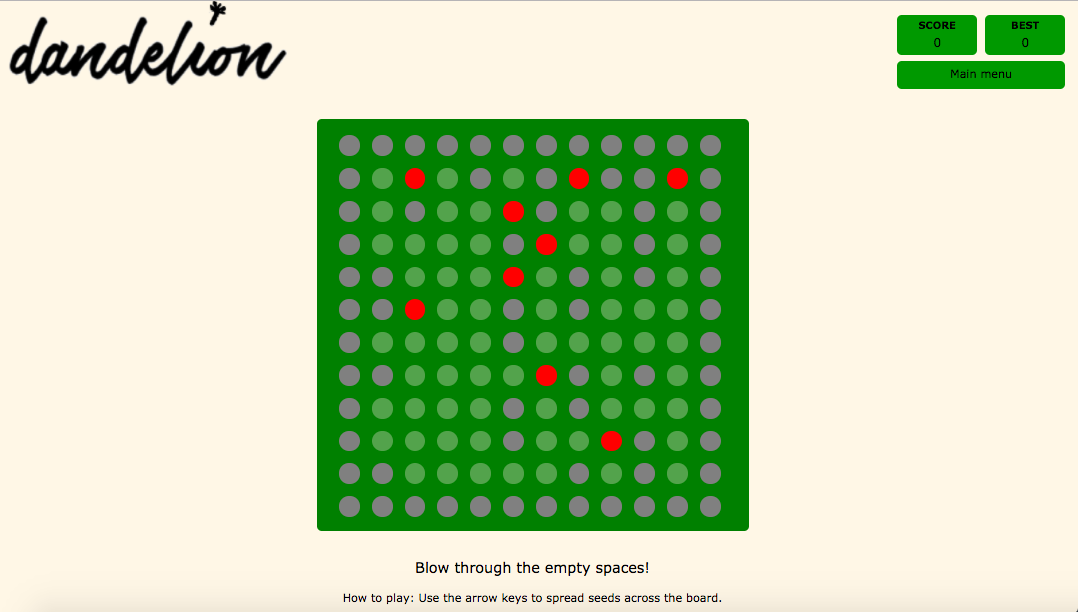 dandelion
SCORE
0
BEST
0
Main menu
Blow through the empty spaces!
How to play: Use the arrow keys to spread seeds across the board.